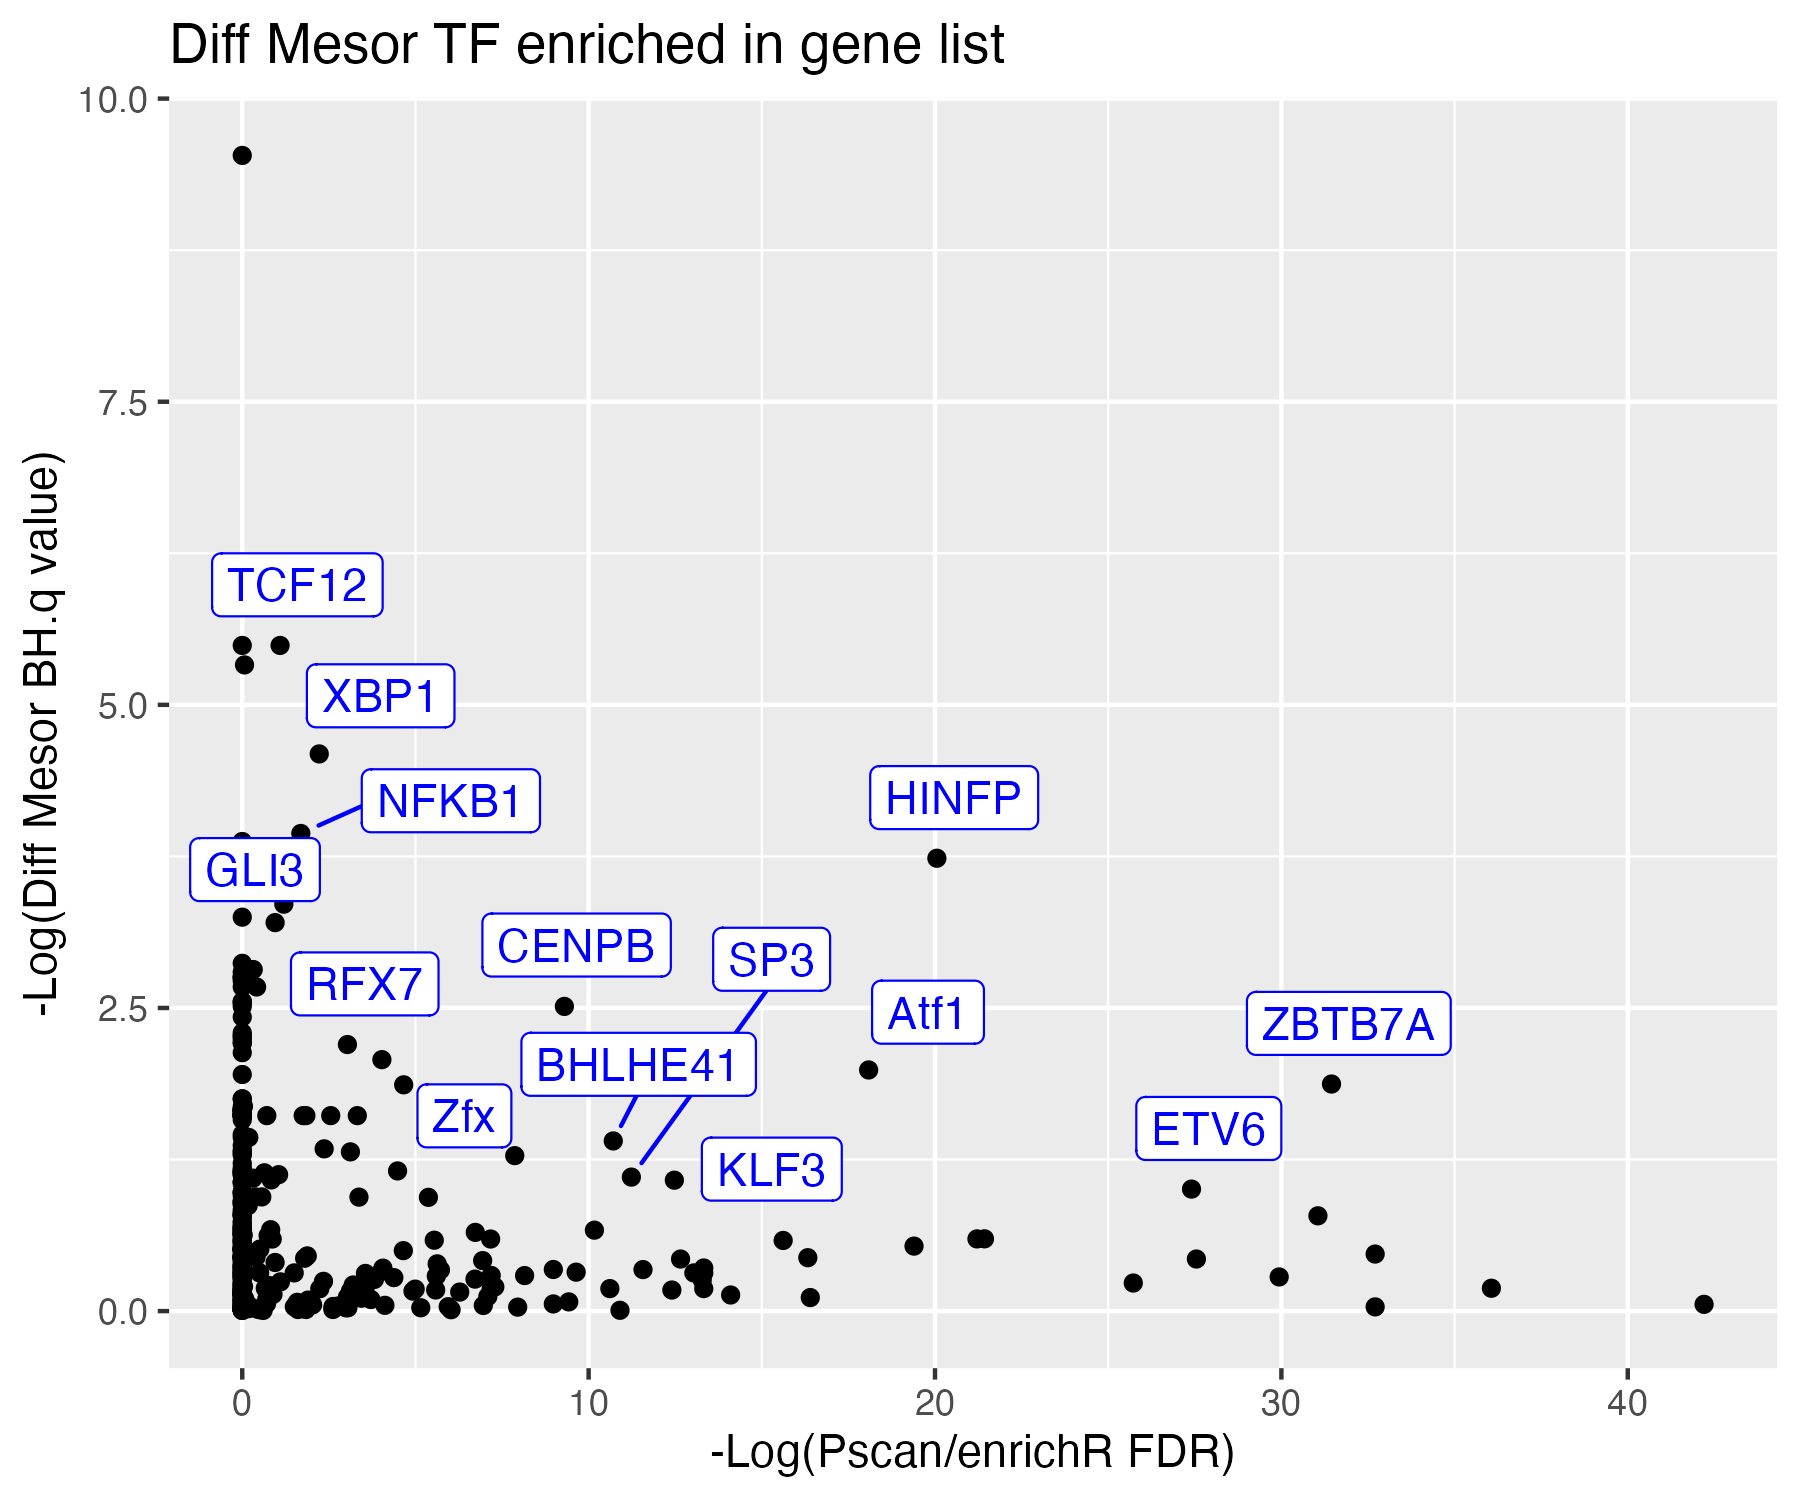 Diff Mesor TF enriched in gene list
10.0
7.5
5.0
2.5
0.0
-Log(Diff Mesor BH.q value)
TCF12
XBP1
NFKB1
HINFP
GLI3
CENPB
SP3
RFX7
Atf1
ZBTB7A
BHLHE41
Zfx
ETV6
KLF3
0
10
20
30
40
-Log(Pscan/enrichR FDR)